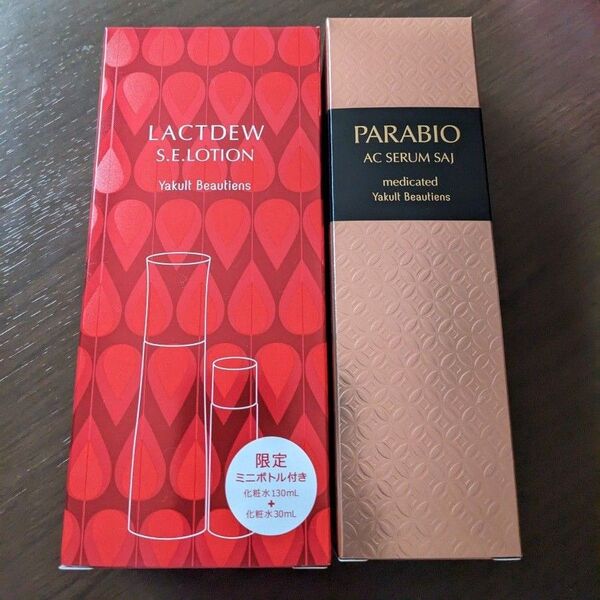 LACTDEW
S.E.LOTION
Yakult Beautiens
限定
ミニボトル付き
化粧水130mL
+
化粧水30mL
PARABIO
AC SERUM SAJ
medicated
Yakult Beautiens